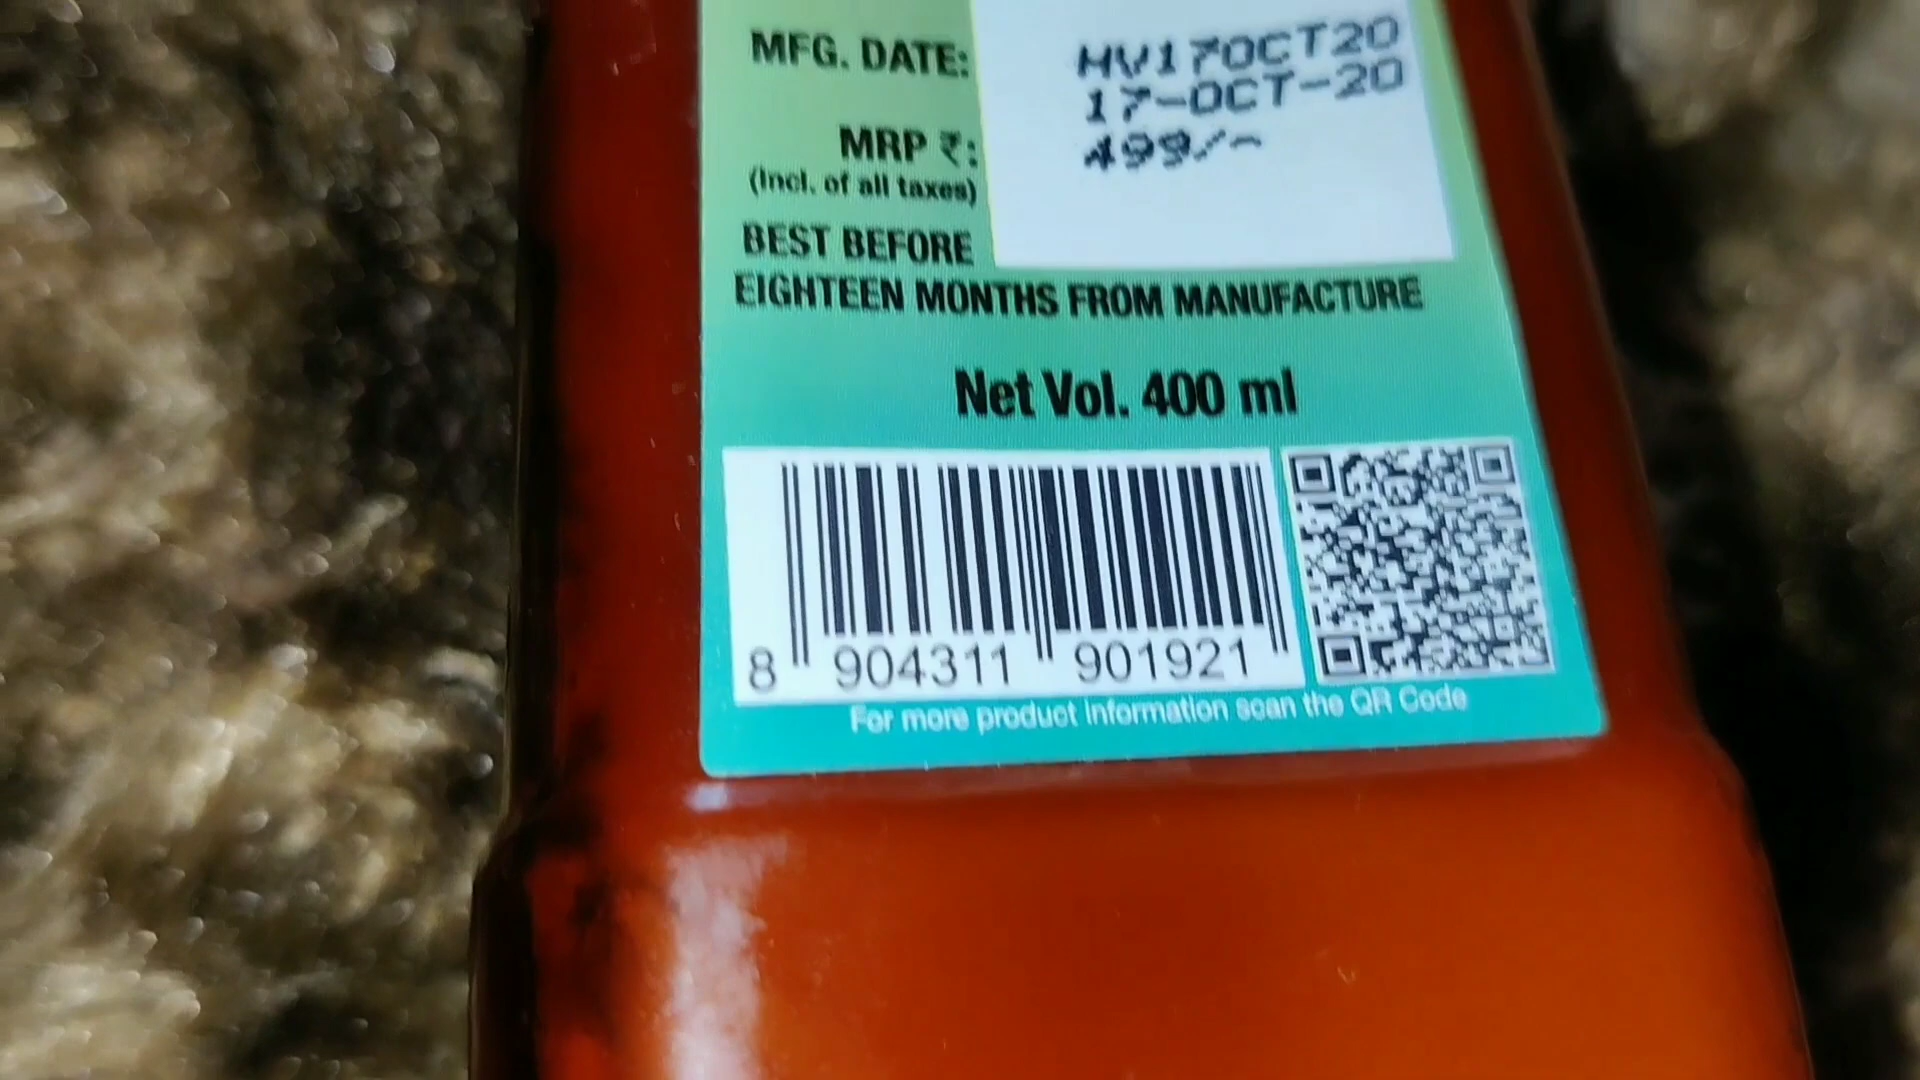 MFG. DATE: HV17OCT20
17-OCT-20
MRP ₹: 499/-
(Incl. of all taxes)
BEST BEFORE
EIGHTEEN MONTHS FROM MANUFACTURE
Net Vol. 400 ml
8 904311 901921
For more product information scan the QR Code